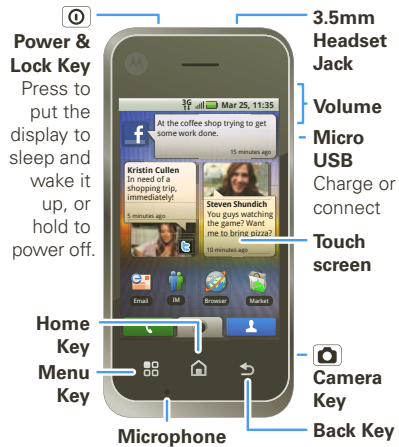 Power &
Lock Key
Press to
put the
display to
sleep and
wake it
up, or
hold to
power off.
3.5mm
Headset
Jack
Volume
Micro
USB
Charge or
connect
Touch
screen
3G
Mar 25, 11:35
At the coffee shop trying to get
some work done.
15 minutes ago
Kristin Cullen
In need of a
shopping trip,
immediately!
5 minutes ago
Steven Shundich
You guys watching
the game? Want
me to bring pizza?
10 minutes ago
Email
IM
Browser
Market
Home
Key
Menu
Key
Microphone
Camera
Key
Back Key